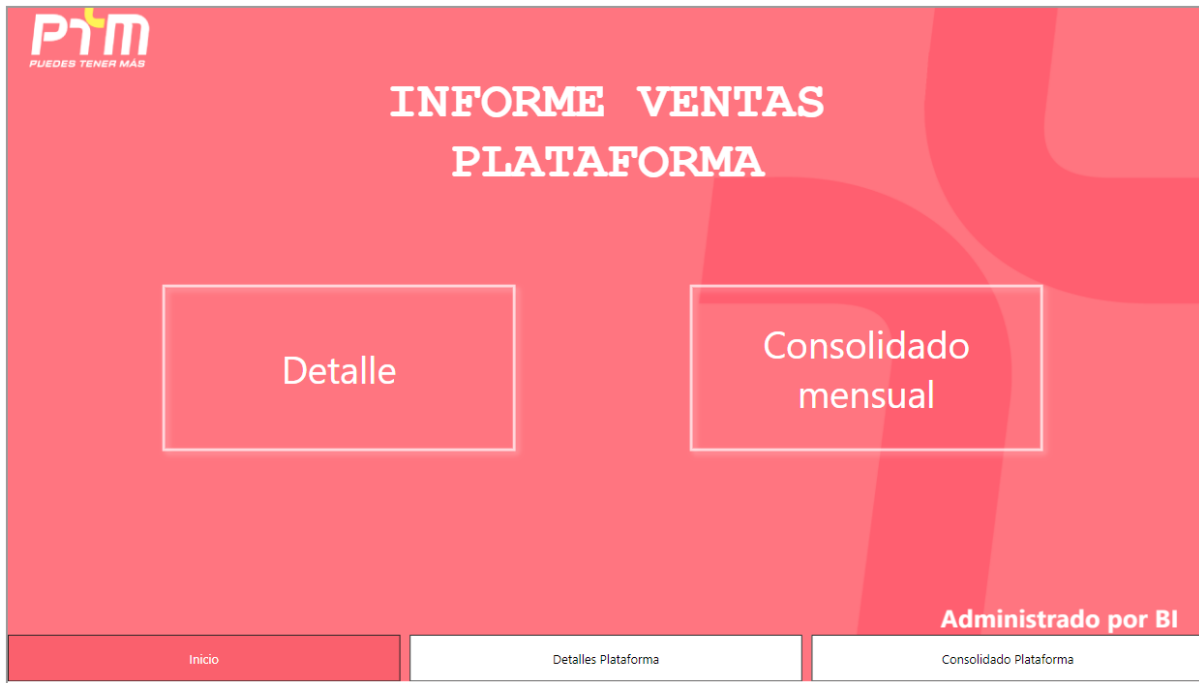 PTM
PUEDES TENER MÁS
INFORME VENTAS
PLATAFORMA
Detalle
Consolidado
mensual
Administrado por BI
Inicio
Detalles Plataforma
Consolidado Plataforma